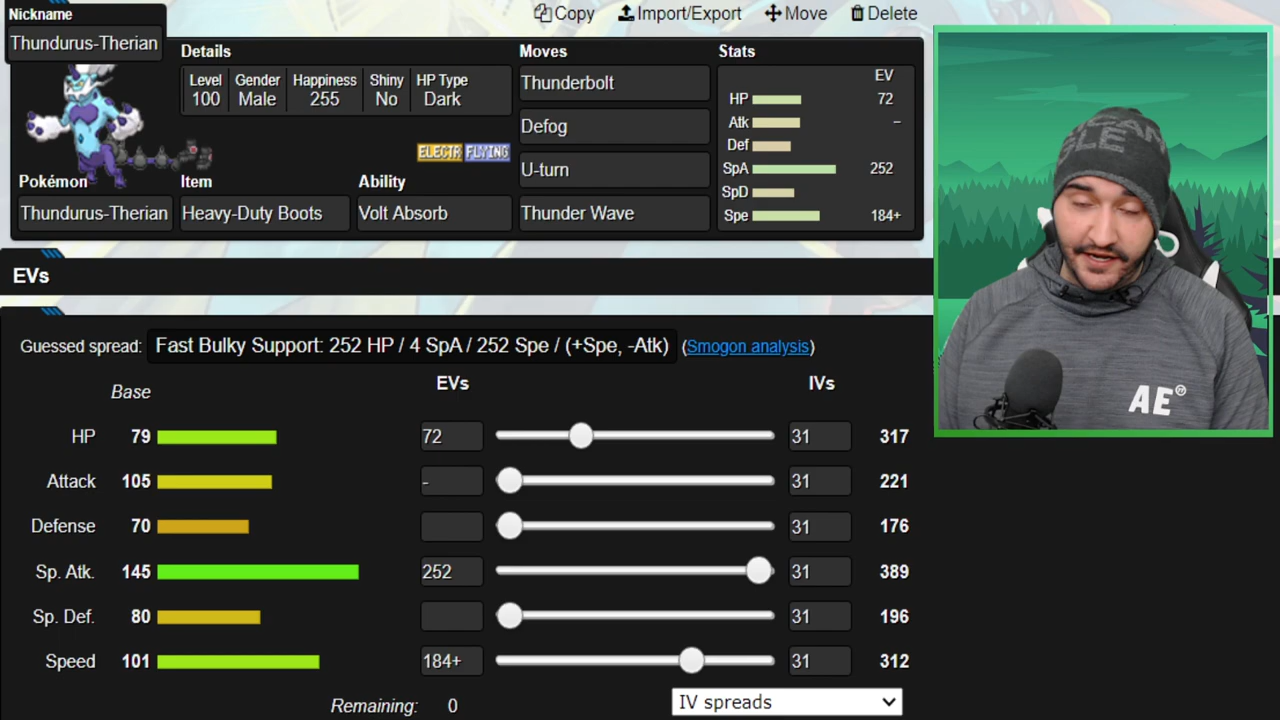 Nickname
Copy Import/Export Move Delete
Thundurus-Therian
Details
Moves
Stats
Level Gender Happiness Shiny HP Type
100 Male 255 No Dark
Thunderbolt
Defog
U-turn
Thunder Wave
EV
HP 72
Atk –
Def
SpA 252
SpD
Spe 184+
ELECTR FLYING
Pokémon Item Ability
Thundurus-Therian Heavy-Duty Boots Volt Absorb
EVs
Guessed spread: Fast Bulky Support: 252 HP / 4 SpA / 252 Spe / (+Spe, -Atk) (Smogon analysis)
Base EVs IVs
HP 79 72 31 317
Attack 105 - 31 221
Defense 70 31 176
Sp. Atk. 145 252 31 389
Sp. Def. 80 31 196
Speed 101 184+ 31 312
Remaining: 0
IV spreads
AE